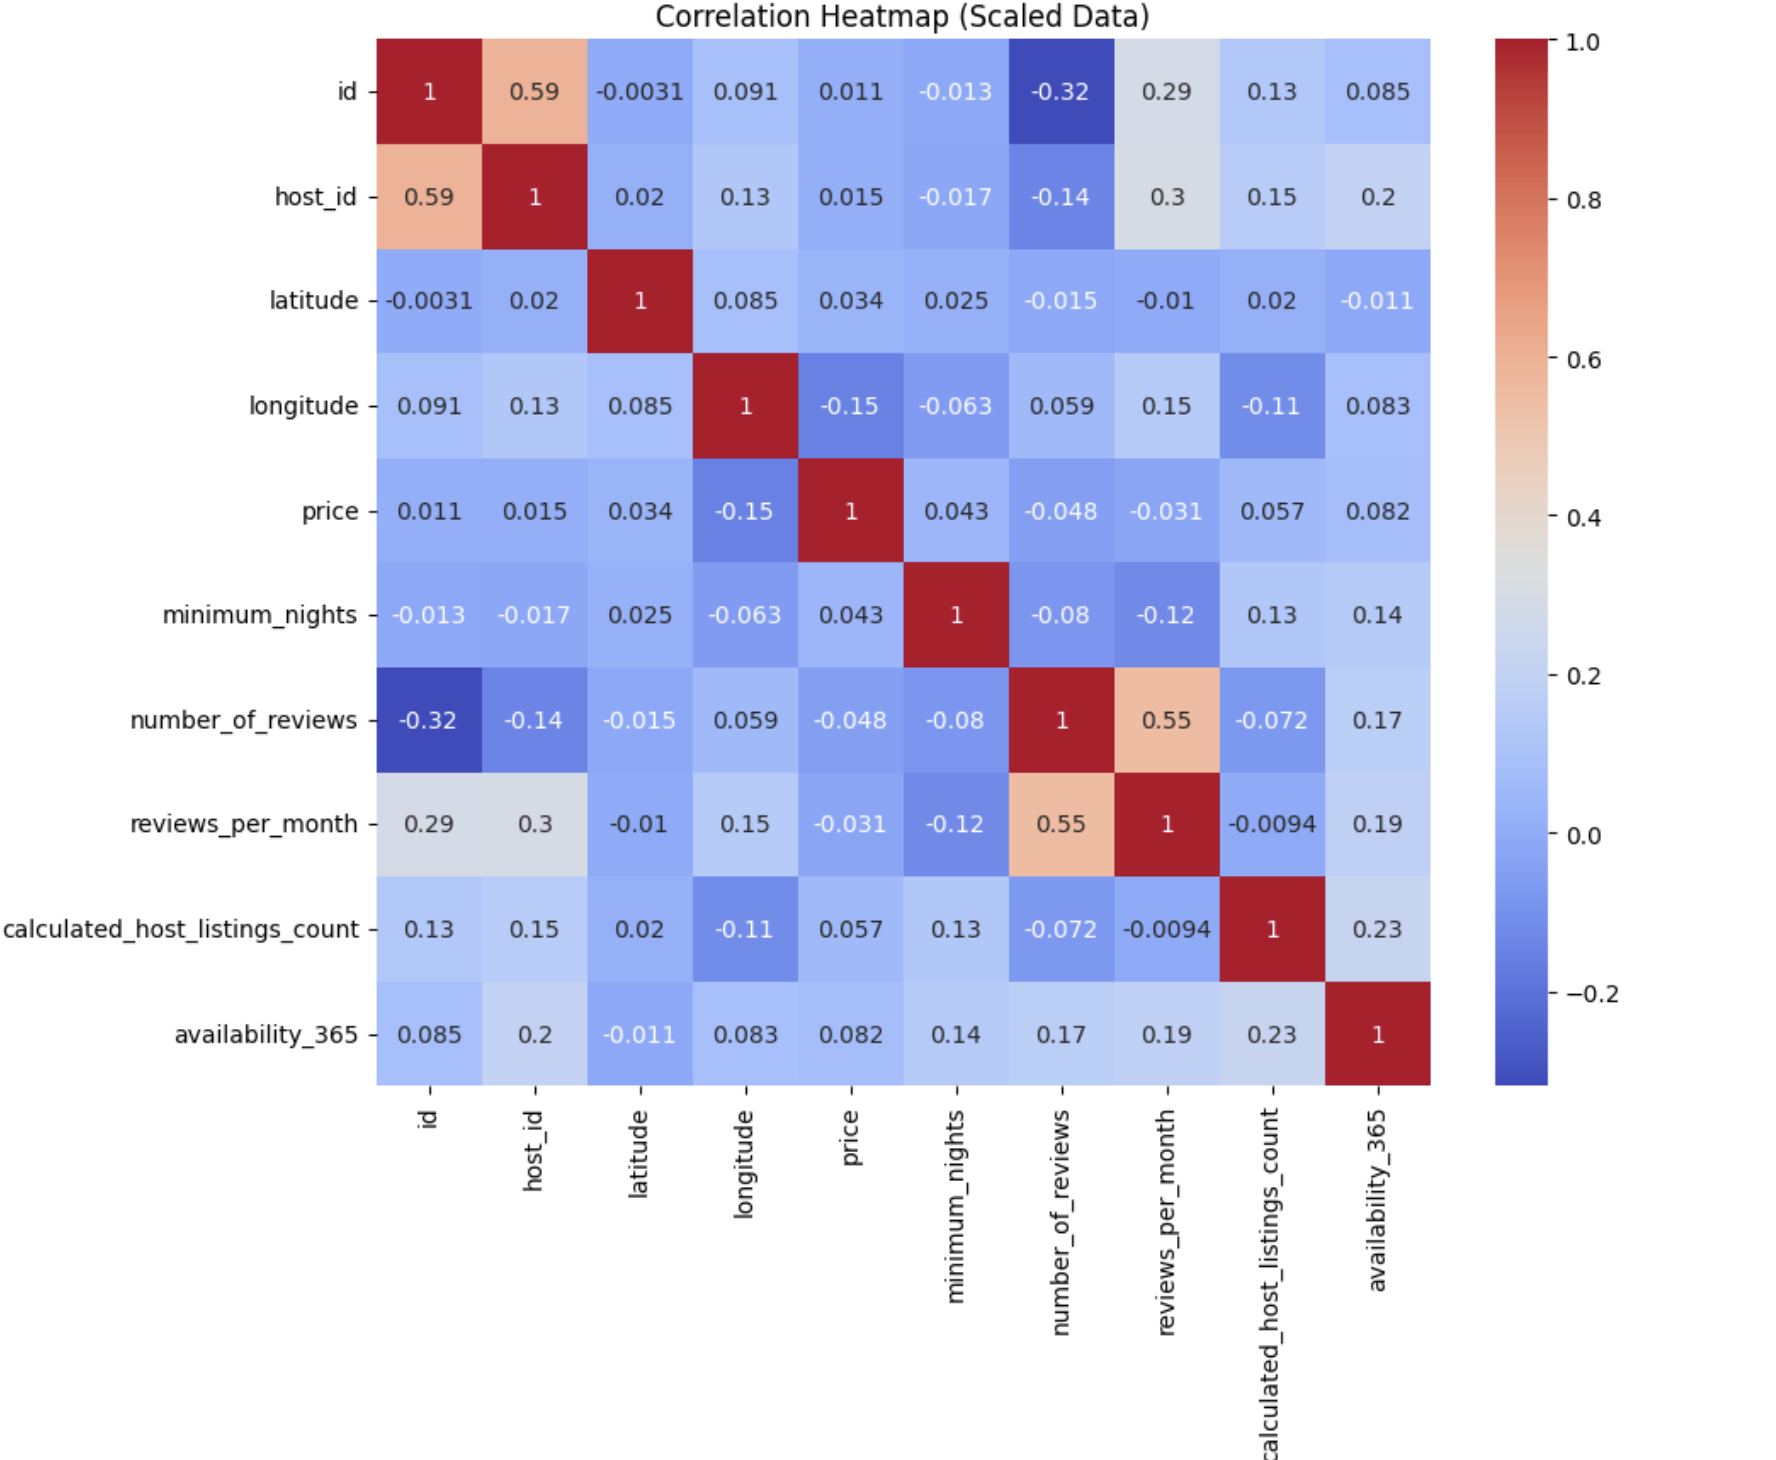 Correlation Heatmap (Scaled Data)
id 1 0.59 -0.0031 0.091 0.011 -0.013 -0.32 0.29 0.13 0.085
host_id 0.59 1 0.02 0.13 0.015 -0.017 -0.14 0.3 0.15 0.2
latitude -0.0031 0.02 1 0.085 0.034 0.025 -0.015 -0.01 0.02 -0.011
longitude 0.091 0.13 0.085 1 -0.15 -0.063 0.059 0.15 -0.11 0.083
price 0.011 0.015 0.034 -0.15 1 0.043 -0.048 -0.031 0.057 0.082
minimum_nights -0.013 -0.017 0.025 -0.063 0.043 1 -0.08 -0.12 0.13 0.14
number_of_reviews -0.32 -0.14 -0.015 0.059 -0.048 -0.08 1 0.55 -0.072 0.17
reviews_per_month 0.29 0.3 -0.01 0.15 -0.031 -0.12 0.55 1 -0.0094 0.19
calculated_host_listings_count 0.13 0.15 0.02 -0.11 0.057 0.13 -0.072 -0.0094 1 0.23
availability_365 0.085 0.2 -0.011 0.083 0.082 0.14 0.17 0.19 0.23 1
id
host_id
latitude
longitude
price
minimum_nights
number_of_reviews
reviews_per_month
calculated_host_listings_count
availability_365
1.0
0.8
0.6
0.4
0.2
0.0
−0.2